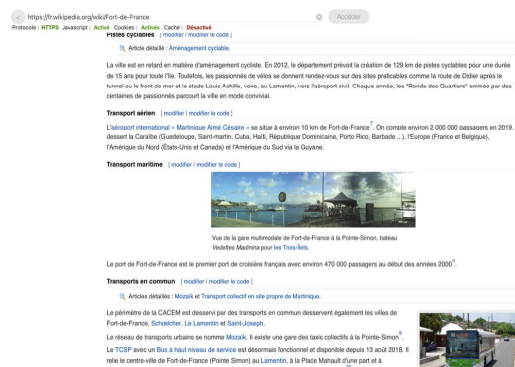 https://fr.wikipedia.org/wiki/Fort-de-France
Accéder
Protocole : HTTPS Javascript : Activé Cookies : Activés Cache : Désactivé
Pistes cyclables [ modifier | modifier le code ]
Article détaillé : Aménagement cyclable.
La ville est en retard en matière d'aménagement cycliste. En 2012, le département prévoit la création de 129 km de pistes cyclables pour une durée
de 15 ans pour toute l'île. Toutefois, les passionnés de vélos se donnent rendez-vous sur des sites praticables comme la route de Didier après le
tunnel ou le front de mer et le stade Louis Achille, voire, au Lamentin, vers l'aéroport civil. Chaque année, les "Ronde des Quartiers" animée par des
centaines de passionnés parcourt la ville en mode convivial.
Transport aérien [ modifier | modifier le code ]
L'aéroport international « Martinique Aimé Césaire » se situe à environ 10 km de Fort-de-France7. On compte environ 2 000 000 passagers en 2019.
dessert la Caraïbe (Guadeloupe, Saint-martin, Cuba, Haïti, République Dominicaine, Porto Rico, Barbade ...), l'Europe (France et Belgique),
l'Amérique du Nord (États-Unis et Canada) et l'Amérique du Sud via la Guyane.
Transport maritime [ modifier | modifier le code ]
Vue de la gare multimodale de Fort-de-France à la Pointe-Simon, bateau
Vedettes Madinina pour les Trois-Îlets.
Le port de Fort-de-France est le premier port de croisière français avec environ 470 000 passagers au début des années 2000.
Transports en commun [ modifier | modifier le code ]
Articles détaillés : Mozaïk et Transport collectif en site propre de Martinique.
Le périmètre de la CACEM est desservi par des transports en commun desservent également les villes de
Fort-de-France, Schœlcher, Le Lamentin et Saint-Joseph.
Le réseau de transports urbains se nomme Mozaïk. Il existe une gare des taxis collectifs à la Pointe-Simon.
Le TCSP avec un Bus à haut niveau de service est désormais fonctionnel et disponible depuis 13 août 2018. Il
relie le centre-ville de Fort-de-France (Pointe Simon) au Lamentin, à la Place Mahault d'une part et à